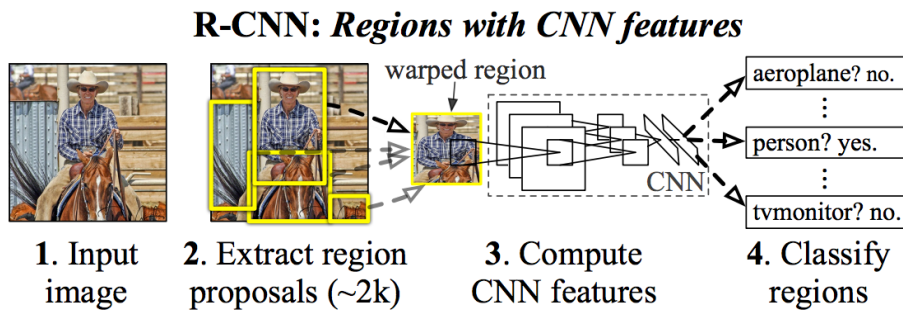 R-CNN: Regions with CNN features
warped region
aeroplane? no.
⋮
person? yes.
⋮
tvmonitor? no.
CNN
1. Input
image
2. Extract region
proposals (~2k)
3. Compute
CNN features
4. Classify
regions